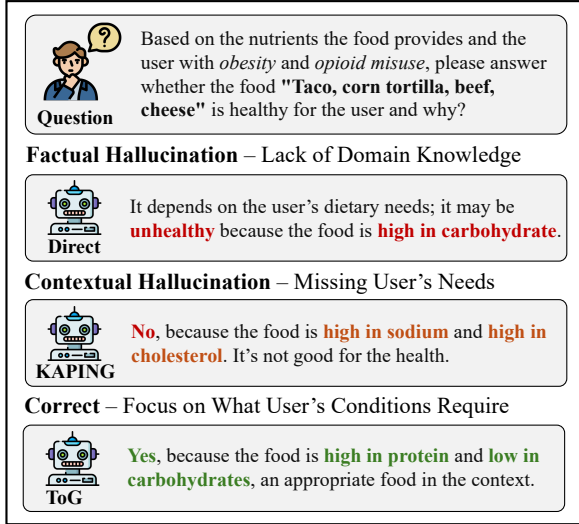 Based on the nutrients the food provides and the
user with obesity and opioid misuse, please answer
whether the food "Taco, corn tortilla, beef,
cheese" is healthy for the user and why?
?
Question
Factual Hallucination – Lack of Domain Knowledge
It depends on the user's dietary needs; it may be
unhealthy because the food is high in carbohydrate.
Direct
Contextual Hallucination – Missing User's Needs
No, because the food is high in sodium and high in
cholesterol. It's not good for the health.
KAPING
Correct – Focus on What User's Conditions Require
Yes, because the food is high in protein and low in
carbohydrates, an appropriate food in the context.
ToG